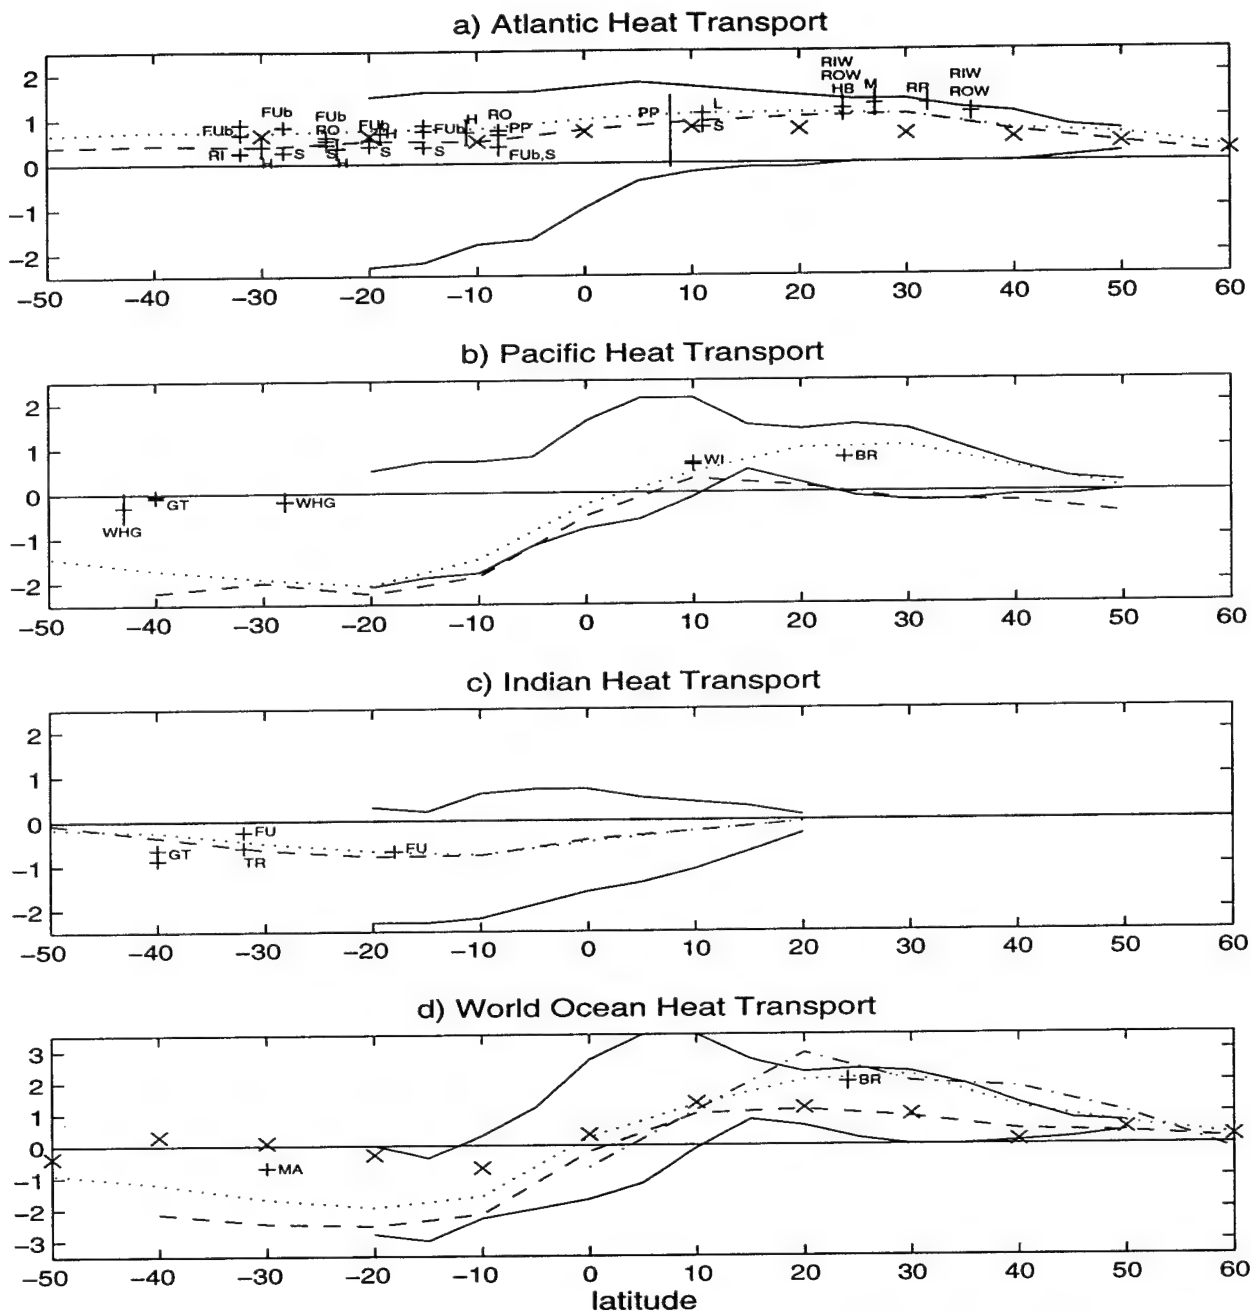 a) Atlantic Heat Transport
2
1
0
−1
−2
RIW
ROW
HB
M
RR
RIW
ROW
FUb
FUb
RO
FUb
FUb
H
FUb
H
RO
PP
PP
L
S
RI
H
S
S
H
S
S
FUb,S
−50 −40 −30 −20 −10 0 10 20 30 40 50 60
b) Pacific Heat Transport
2
1
0
−1
−2
WI
BR
GT
WHG
WHG
−50 −40 −30 −20 −10 0 10 20 30 40 50 60
c) Indian Heat Transport
2
1
0
−1
−2
FU
GT
TR
FU
−50 −40 −30 −20 −10 0 10 20 30 40 50 60
d) World Ocean Heat Transport
3
2
1
0
−1
−2
−3
BR
MA
−50 −40 −30 −20 −10 0 10 20 30 40 50 60
latitude